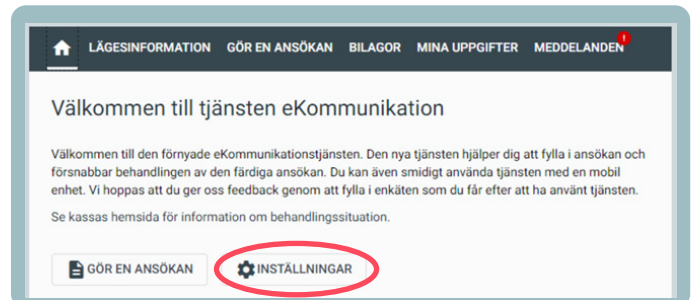 LÄGESINFORMATION GÖR EN ANSÖKAN BILAGOR MINA UPPGIFTER MEDDELANDEN !
Välkommen till tjänsten eKommunikation
Välkommen till den förnyade eKommunikationstjänsten. Den nya tjänsten hjälper dig att fylla i ansökan och
försnabbar behandlingen av den färdiga ansökan. Du kan även smidigt använda tjänsten med en mobil
enhet. Vi hoppas att du ger oss feedback genom att fylla i enkäten som du får efter att ha använt tjänsten.
Se kassas hemsida för information om behandlingssituation.
GÖR EN ANSÖKAN INSTÄLLNINGAR